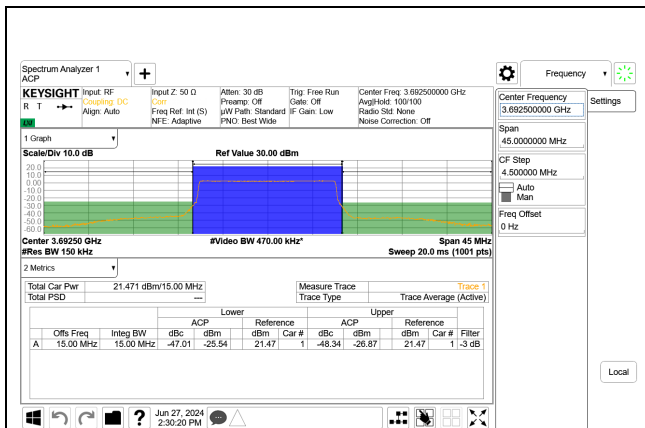 Spectrum Analyzer 1
ACP
Frequency
KEYSIGHT
R T
LXI
Input: RF
Coupling: DC
Align: Auto
Input Z: 50 Ω
Corr
Freq Ref: Int (S)
NFE: Adaptive
Atten: 30 dB
Preamp: Off
µW Path: Standard
PNO: Best Wide
Trig: Free Run
Gate: Off
IF Gain: Low
Center Freq: 3.692500000 GHz
Avg|Hold: 100/100
Radio Std: None
Noise Correction: Off
Center Frequency
3.692500000 GHz
Settings
Span
45.0000000 MHz
CF Step
4.500000 MHz
Auto
Man
Freq Offset
0 Hz
1 Graph
Scale/Div 10.0 dB
Ref Value 30.00 dBm
20.0
10.0
0.00
-10.0
-20.0
-30.0
-40.0
-50.0
-60.0
Center 3.69250 GHz
#Video BW 470.00 kHz*
Span 45 MHz
#Res BW 150 kHz
Sweep 20.0 ms (1001 pts)
2 Metrics
Total Car Pwr 21.471 dBm/15.00 MHz
Total PSD ---
Measure Trace Trace 1
Trace Type Trace Average (Active)
Lower Upper
ACP Reference ACP Reference
Offs Freq Integ BW dBc dBm dBm Car # dBc dBm dBm Car # Filter
A 15.00 MHz 15.00 MHz -47.01 -25.54 21.47 1 -48.34 -26.87 21.47 1 -3 dB
Local
?
Jun 27, 2024
2:30:20 PM